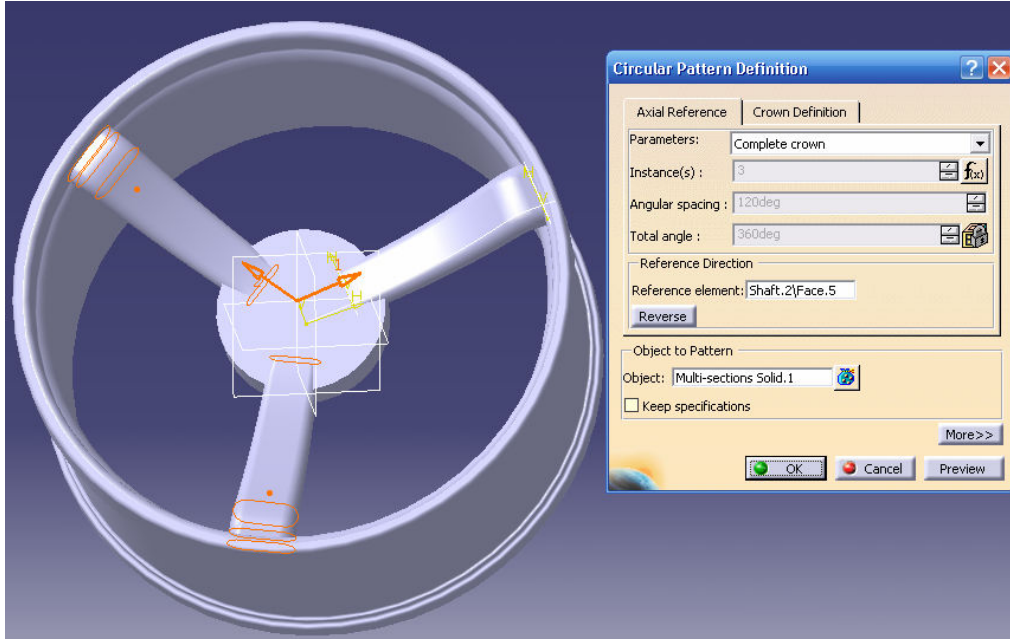 Circular Pattern Definition
Axial Reference
Crown Definition
Parameters: Complete crown
Instance(s) : 3 f(x)
Angular spacing : 120deg
Total angle : 360deg
Reference Direction
Reference element: Shaft.2\Face.5
Reverse
Object to Pattern
Object: Multi-sections Solid.1
Keep specifications
More>>
OK Cancel Preview
1
2
H